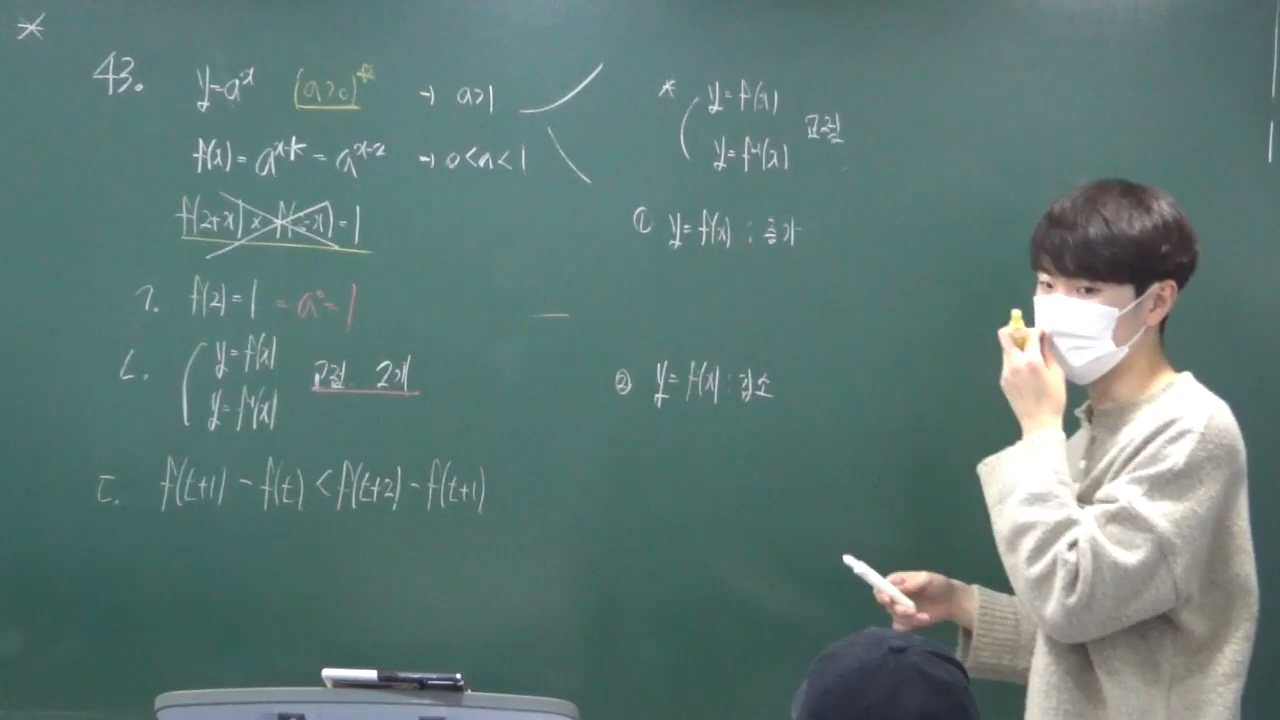 *
43. y=a^x (a>0)* → a>1
f(x)=a^{x-k}=a^{x-2} → 0<a<1
f(2+x)×f(2-x)=1
ㄱ. f(2)=1 =a^0=1
ㄴ. y=f(x)
y=f^{-1}(x) 교점 2개
ㄷ. f(t+1)-f(t)<f(t+2)-f(t+1)
* y=f(x)
y=f^{-1}(x) 교점
① y=f(x) : 증가
② y=f(x) : 감소